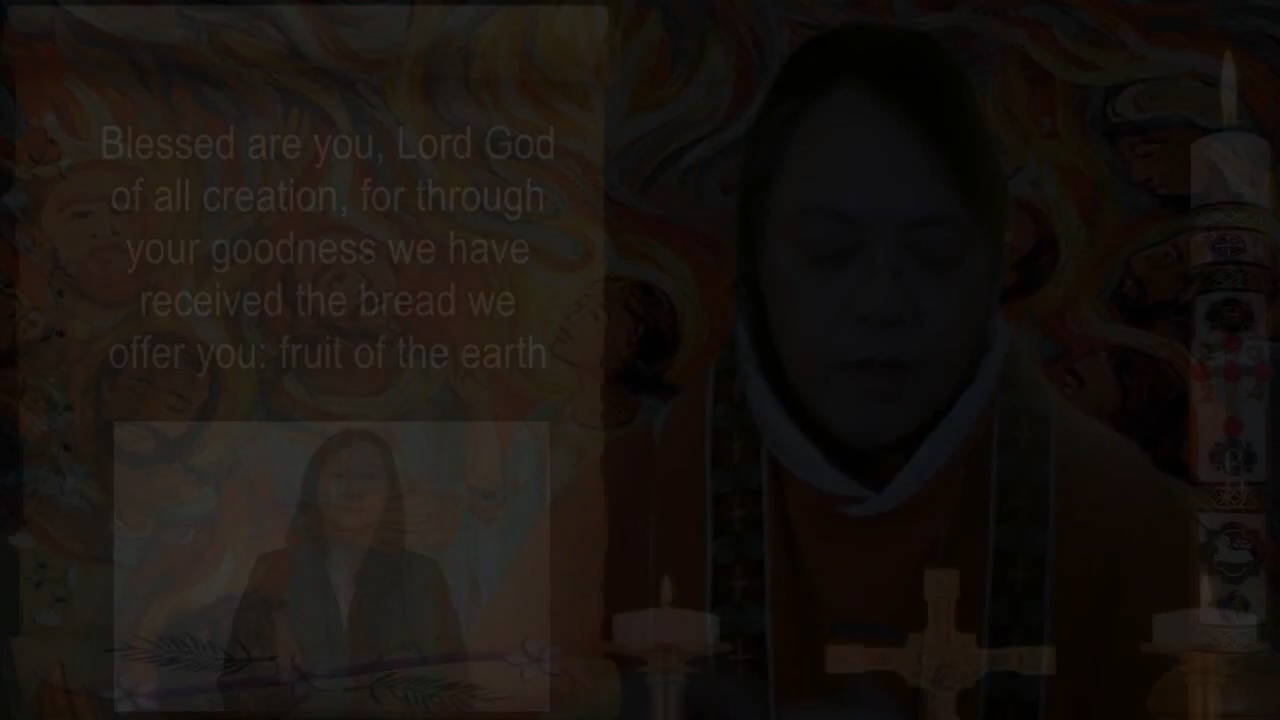 Blessed are you, Lord God
of all creation, for through
your goodness we have
received the bread we
offer you: fruit of the earth